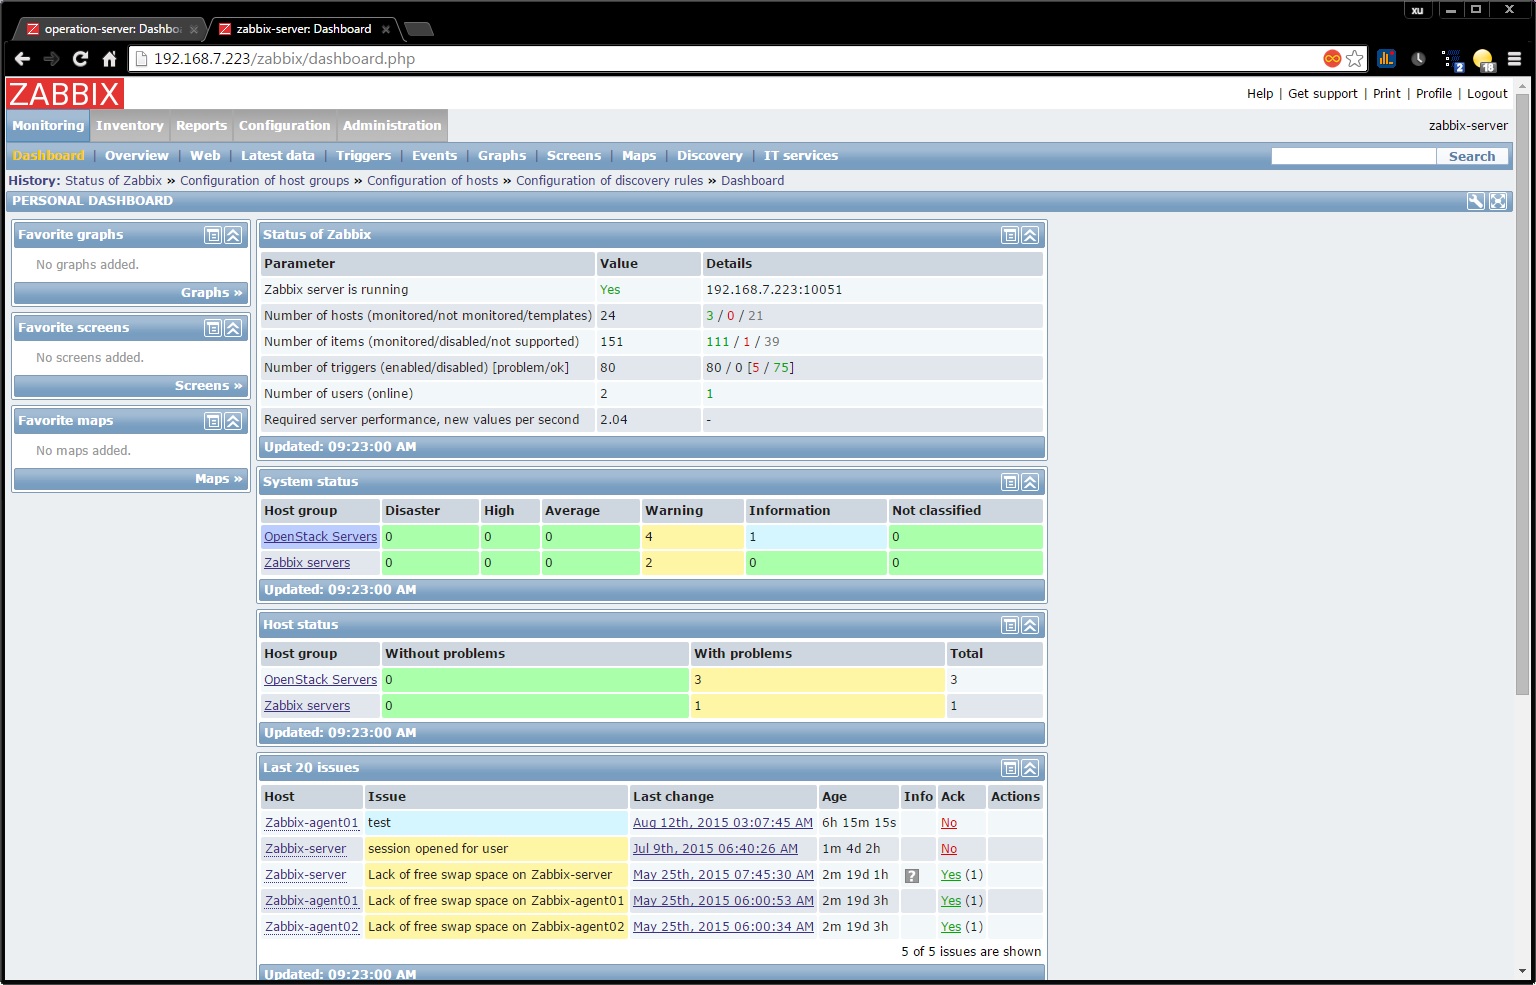 xu
operation-server: Dashbo
zabbix-server: Dashboard
192.168.7.223/zabbix/dashboard.php
2
18
ZABBIX
Help | Get support | Print | Profile | Logout
Monitoring Inventory Reports Configuration Administration
zabbix-server
Dashboard | Overview | Web | Latest data | Triggers | Events | Graphs | Screens | Maps | Discovery | IT services
Search
History: Status of Zabbix » Configuration of host groups » Configuration of hosts » Configuration of discovery rules » Dashboard
PERSONAL DASHBOARD
Favorite graphs
No graphs added.
Graphs »
Favorite screens
No screens added.
Screens »
Favorite maps
No maps added.
Maps »
Status of Zabbix
Parameter Value Details
Zabbix server is running Yes 192.168.7.223:10051
Number of hosts (monitored/not monitored/templates) 24 3 / 0 / 21
Number of items (monitored/disabled/not supported) 151 111 / 1 / 39
Number of triggers (enabled/disabled) [problem/ok] 80 80 / 0 [5 / 75]
Number of users (online) 2 1
Required server performance, new values per second 2.04 -
Updated: 09:23:00 AM
System status
Host group Disaster High Average Warning Information Not classified
OpenStack Servers 0 0 0 4 1 0
Zabbix servers 0 0 0 2 0 0
Updated: 09:23:00 AM
Host status
Host group Without problems With problems Total
OpenStack Servers 0 3 3
Zabbix servers 0 1 1
Updated: 09:23:00 AM
Last 20 issues
Host Issue Last change Age Info Ack Actions
Zabbix-agent01 test Aug 12th, 2015 03:07:45 AM 6h 15m 15s No
Zabbix-server session opened for user Jul 9th, 2015 06:40:26 AM 1m 4d 2h No
Zabbix-server Lack of free swap space on Zabbix-server May 25th, 2015 07:45:30 AM 2m 19d 1h ? Yes (1)
Zabbix-agent01 Lack of free swap space on Zabbix-agent01 May 25th, 2015 06:00:53 AM 2m 19d 3h Yes (1)
Zabbix-agent02 Lack of free swap space on Zabbix-agent02 May 25th, 2015 06:00:34 AM 2m 19d 3h Yes (1)
5 of 5 issues are shown
Updated: 09:23:00 AM